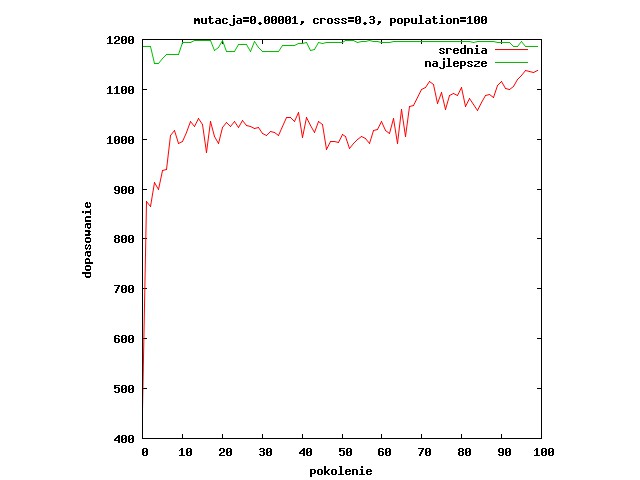 mutacja=0.00001, cross=0.3, population=100
1200
srednia
najlepsze
1100
1000
900
800
dopasowanie
700
600
500
400
0 10 20 30 40 50 60 70 80 90 100
pokolenie